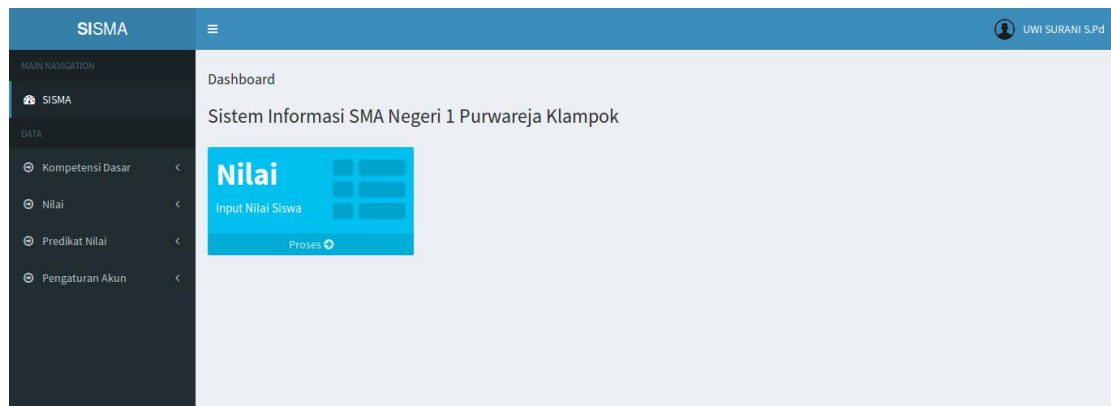 SISMA
UWI SURANI S.Pd
MAIN NAVIGATION
SISMA
DATA
Kompetensi Dasar
Nilai
Predikat Nilai
Pengaturan Akun
Dashboard
Sistem Informasi SMA Negeri 1 Purwareja Klampok
Nilai
Input Nilai Siswa
Proses